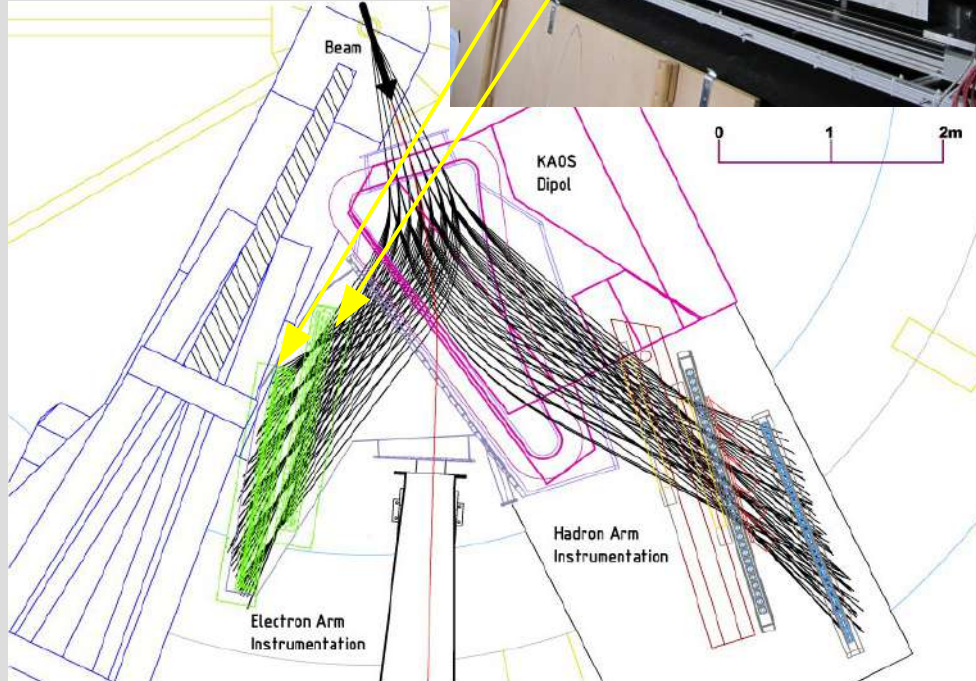 Beam
0 1 2m
KAOS
Dipol
Hadron Arm
Instrumentation
Electron Arm
Instrumentation